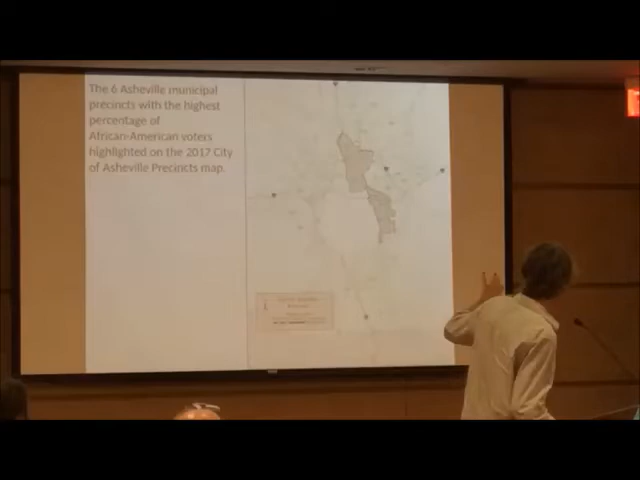 The 6 Asheville municipal
precincts with the highest
percentage of
African-American voters
highlighted on the 2017 City
of Asheville Precincts map.